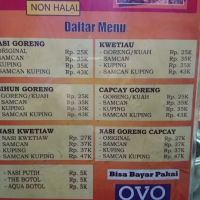 NON HALAL
Daftar Menu
NASI GORENG
- ORIGINAL Rp. 25K
- SAMCAN Rp. 35K
- KUPING Rp. 35K
- SAMCAN KUPING Rp. 43K
KWETIAU
- GORENG/KUAH Rp. 25K
- SAMCAN Rp. 35K
- KUPING Rp. 35K
- SAMCAN KUPING Rp. 43K
BIHUN GORENG
- GORENG/KUAH Rp. 25K
- SAMCAN Rp. 35K
- KUPING Rp. 35K
- SAMCAN KUPING Rp. 43K
CAPCAY GORENG
- GORENG/KUAH Rp. 25K
- SAMCAN Rp. 35K
- KUPING Rp. 35K
- SAMCAN KUPING Rp. 43K
NASI KWETIAW
Rp. 27K
- SAMCAN Rp. 37K
- KUPING Rp. 37K
- SAMCAN KUPING Rp. 47K
NASI GORENG CAPCAY
- ORIGINAL Rp. 27K
- SAMCAN Rp. 37K
- KUPING Rp. 37K
- SAMCAN KUPING Rp. 47K
- NASI PUTIH Rp. 5K
- THE BOTOL Rp. 5K
- AQUA BOTOL Rp. 5K
Bisa Bayar Pakai
OVO